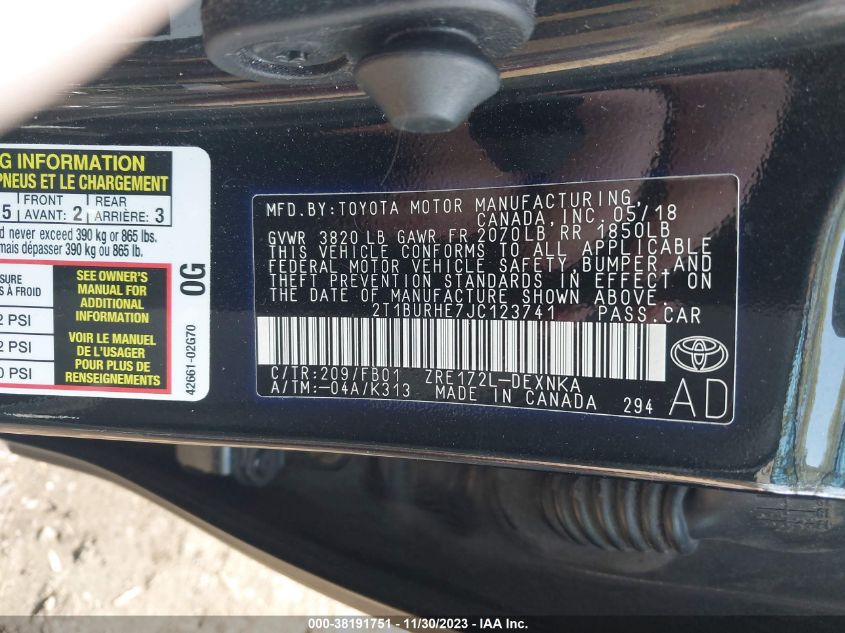 G INFORMATION
PNEUS ET LE CHARGEMENT
5 FRONT AVANT: 2 REAR ARRIÈRE: 3
d never exceed 390 kg or 865 lbs.
mais dépasser 390 kg ou 865 lb.
SURE
S À FROID
2 PSI
2 PSI
0 PSI
SEE OWNER'S
MANUAL FOR
ADDITIONAL
INFORMATION
VOIR LE MANUEL
DE L'USAGER
POUR PLUS DE
RENSEIGNEMENTS
0G
42661-02G70
MFD.BY:TOYOTA MOTOR MANUFACTURING,
CANADA, INC. 05/18
GVWR 3820 LB GAWR FR 2070LB, RR 1850LB
THIS VEHICLE CONFORMS TO ALL APPLICABLE
FEDERAL MOTOR VEHICLE SAFETY, BUMPER, AND
THEFT PREVENTION STANDARDS IN EFFECT ON
THE DATE OF MANUFACTURE SHOWN ABOVE.
2T1BURHE7JC123741 PASS.CAR
C/TR:209/FB01 ZRE172L-DEXNKA
A/TM:-04A/K313 MADE IN CANADA 294
AD
000-38191751 - 11/30/2023 - IAA Inc.